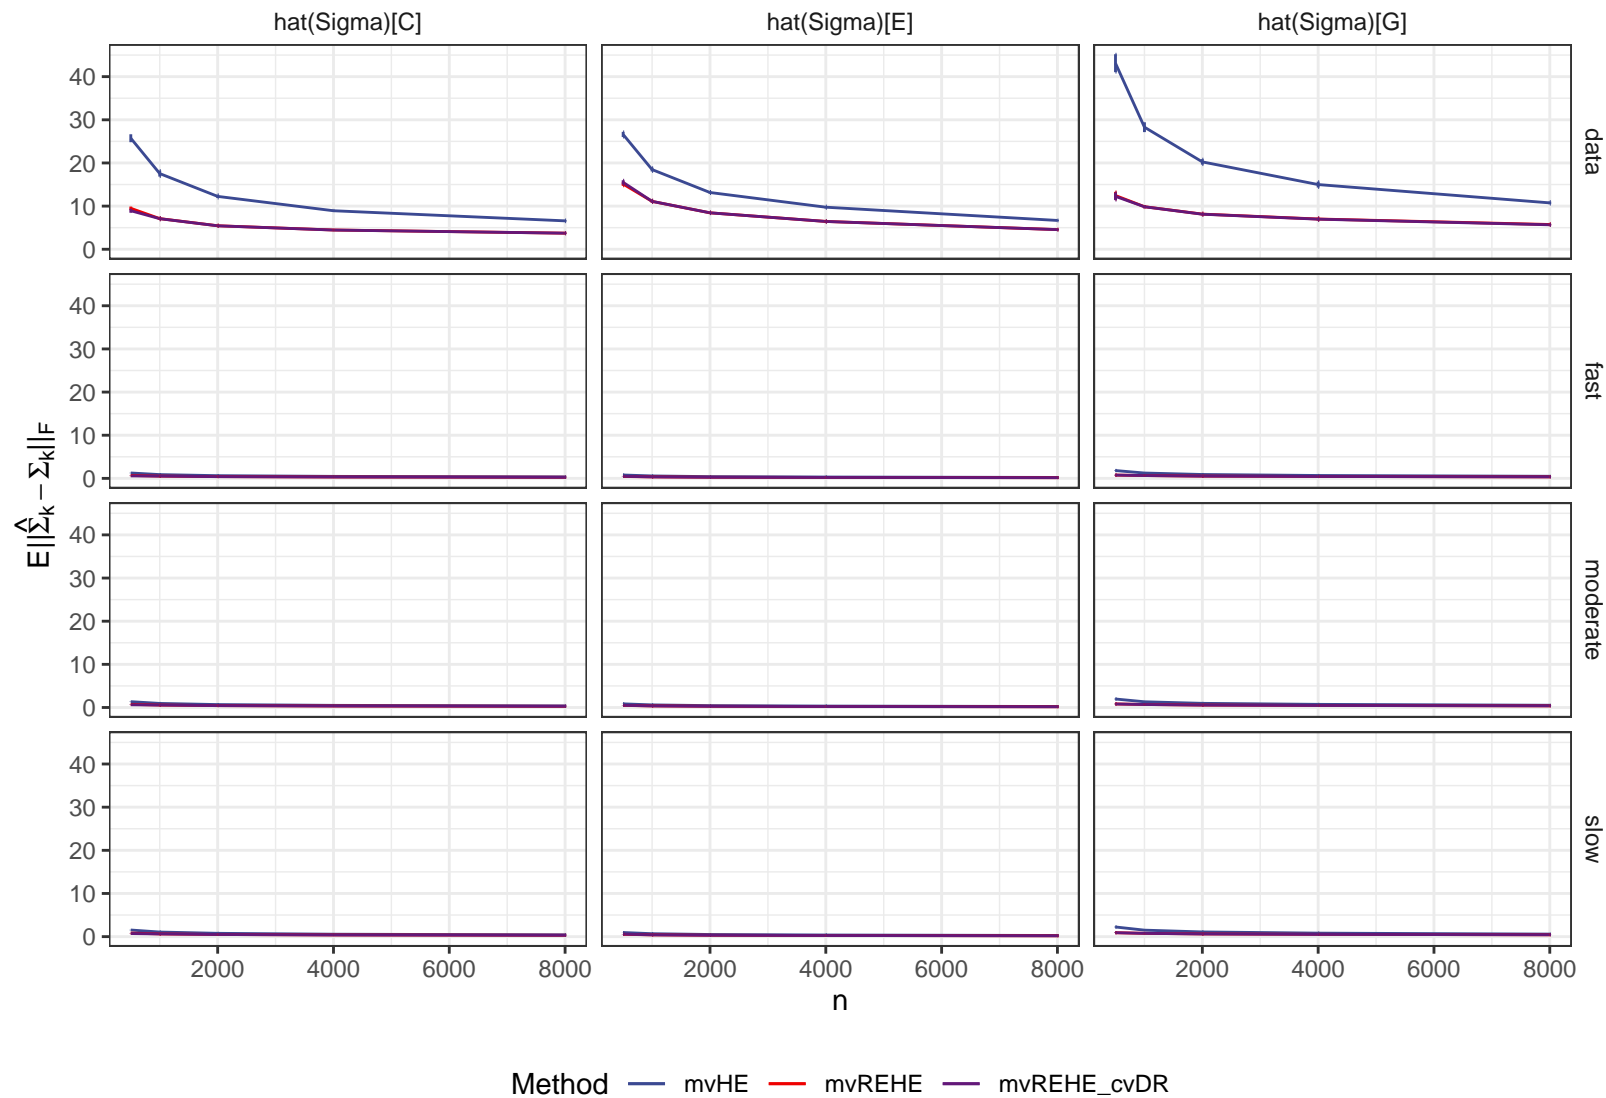 hat(Sigma)[C] hat(Sigma)[E] hat(Sigma)[G]
40
30
20
10
0
data
40
30
20
10
0
fast
40
30
20
10
0
moderate
40
30
20
10
0
slow
E||Σ̂k − Σk||F
2000 4000 6000 8000 2000 4000 6000 8000 2000 4000 6000 8000
n
Method mvHE mvREHE mvREHE_cvDR